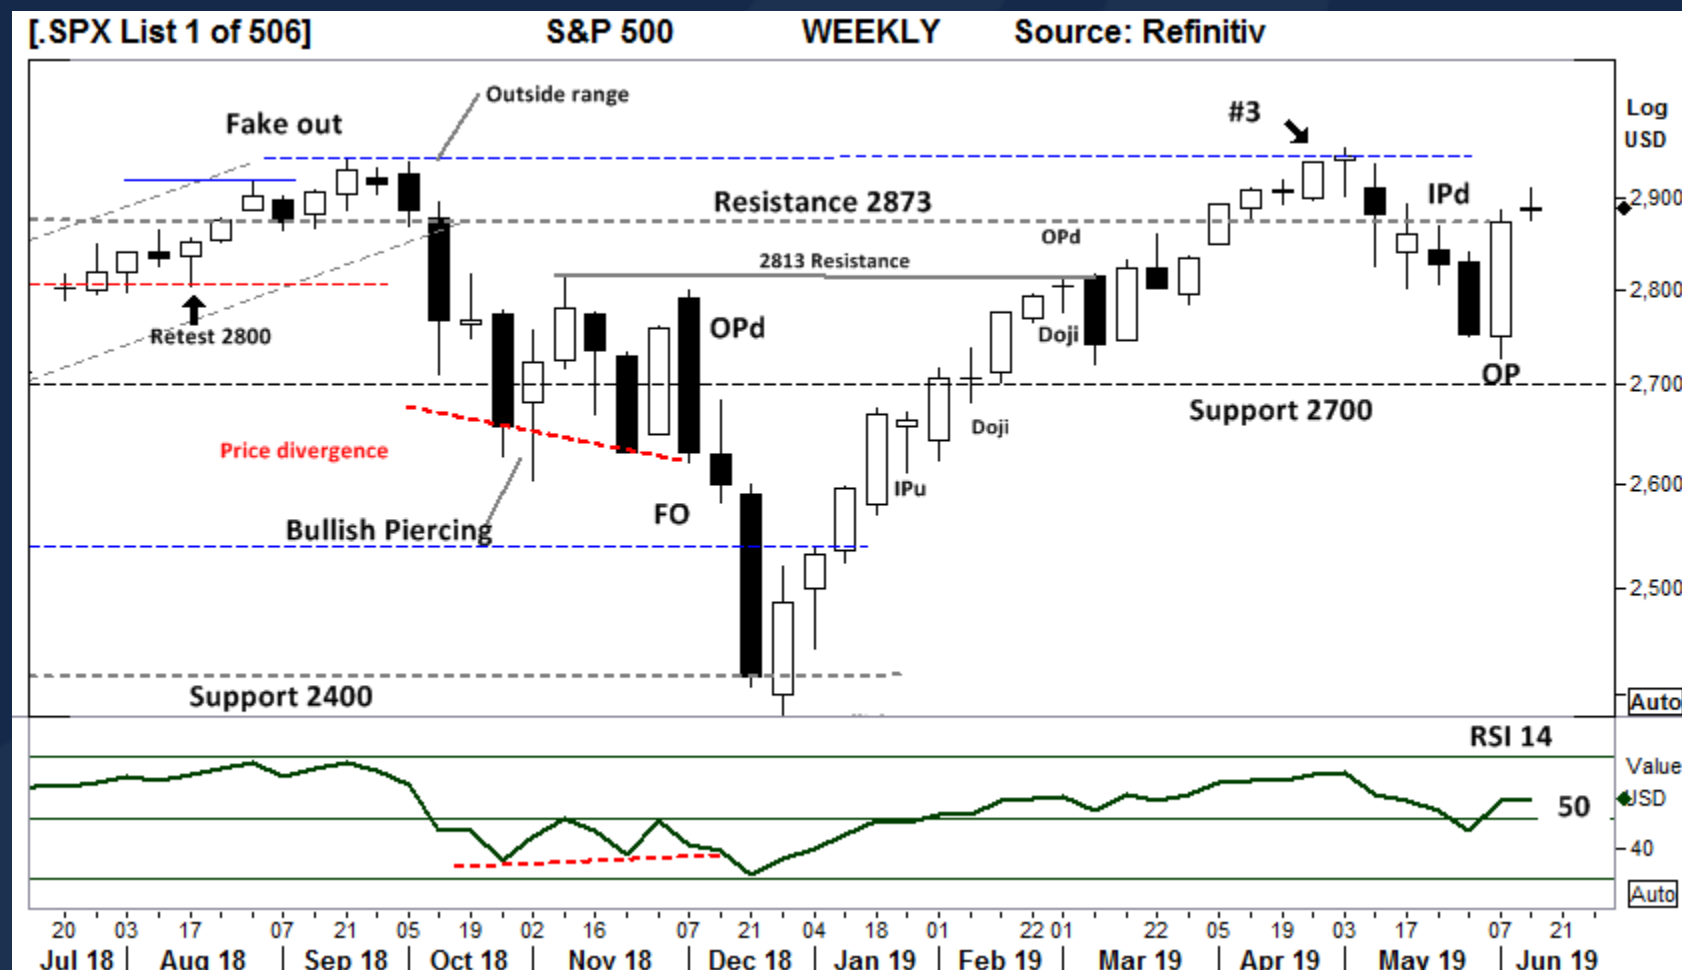 [.SPX List 1 of 506] S&P 500 WEEKLY Source: Refinitiv
Outside range
Fake out
#3
Log
USD
Resistance 2873
IPd
2,900
OPd
2813 Resistance
2,800
Retest 2800
OPd
Doji
OP
2,700
Support 2700
Doji
Price divergence
IPu
2,600
FO
Bullish Piercing
2,500
Support 2400
Auto
RSI 14
Value
USD
50
40
Auto
20 03 17 07 21 05 19 02 16 07 21 04 18 01 22 01 22 05 19 03 17 07 21
Jul 18 Aug 18 Sep 18 Oct 18 Nov 18 Dec 18 Jan 19 Feb 19 Mar 19 Apr 19 May 19 Jun 19